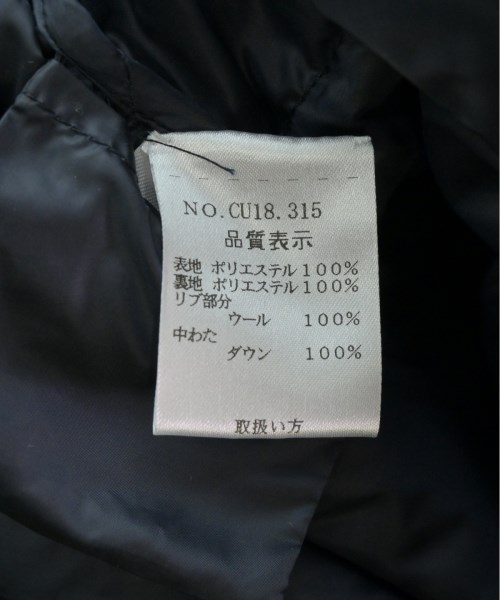 NO.CU18.315
品質表示
表地 ポリエステル 100%
裏地 ポリエステル 100%
リブ部分
ウール 100%
中わた
ダウン 100%
取扱い方